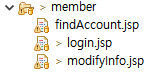 > member
findAccount.jsp
> login.jsp
> modifyInfo.jsp